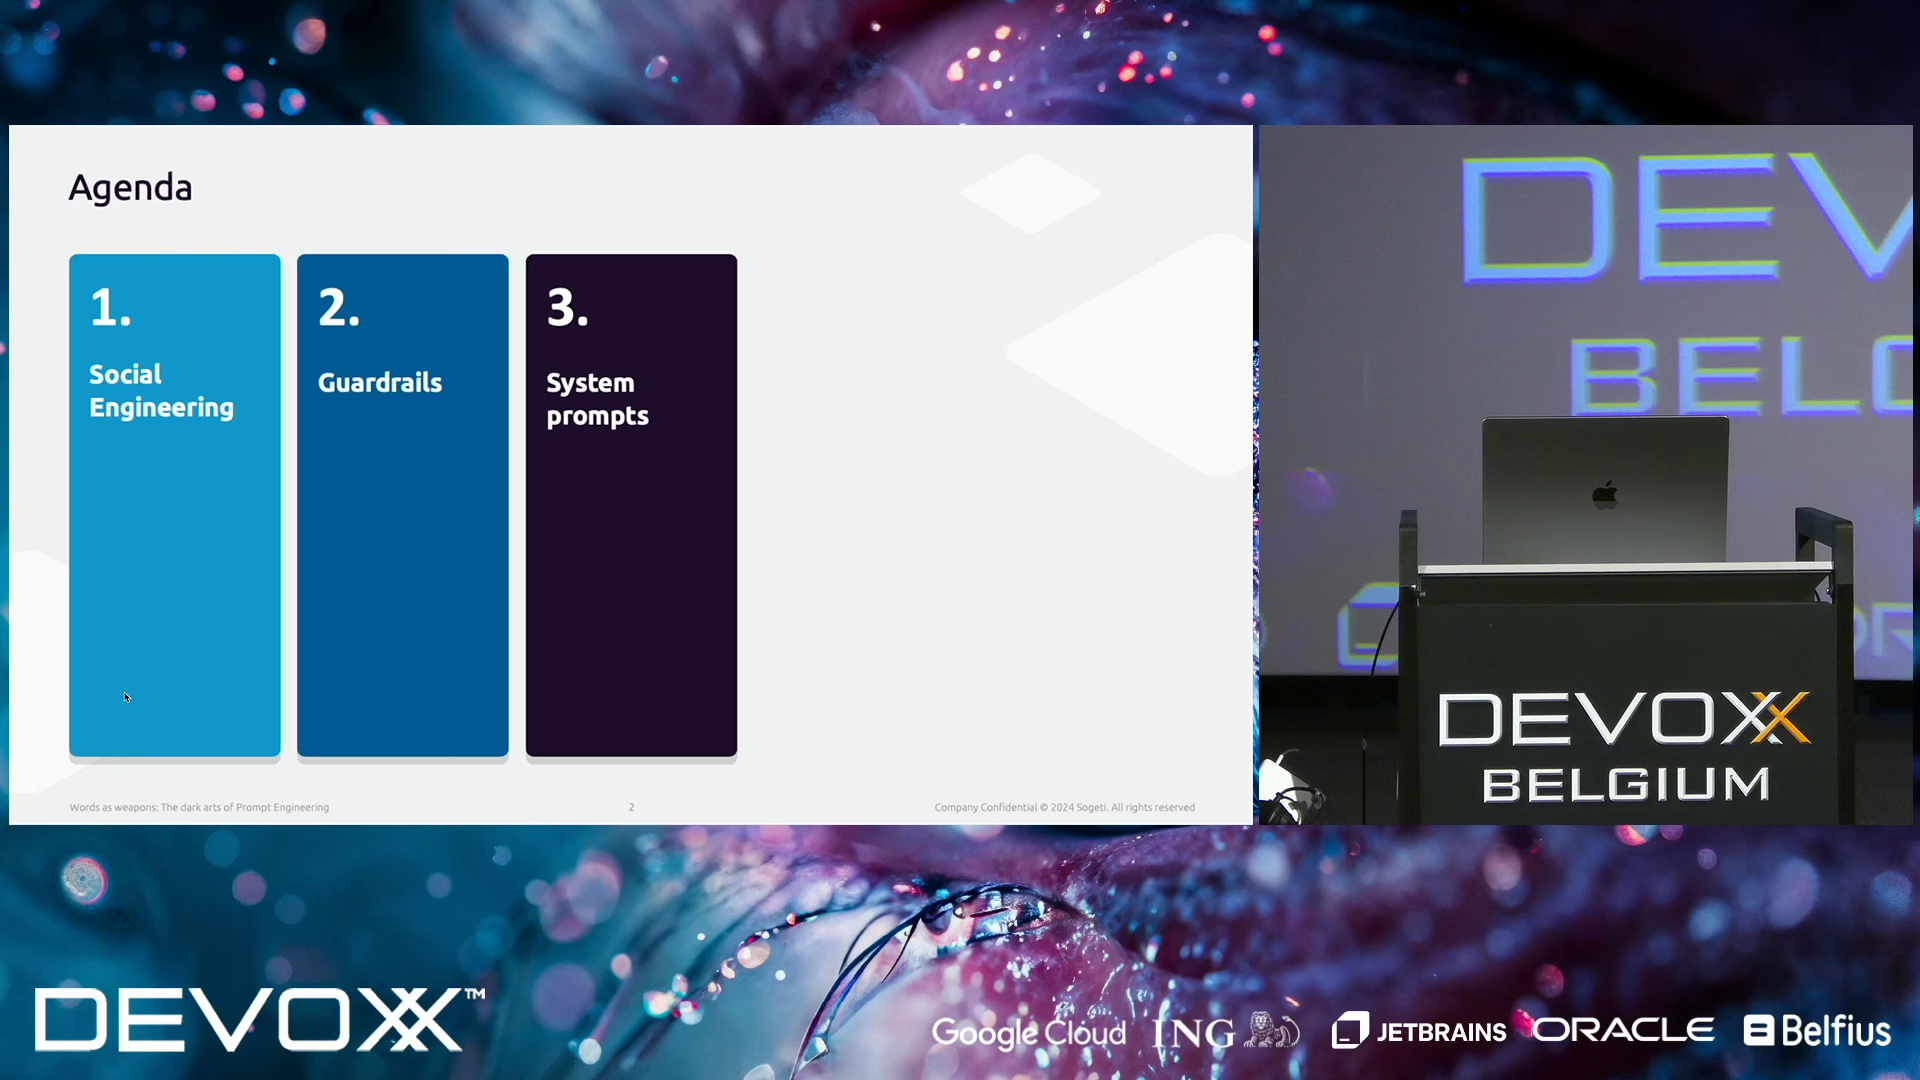 Agenda
1.
Social
Engineering
2.
Guardrails
3.
System
prompts
Words as weapons: The dark arts of Prompt Engineering
2
Company Confidential © 2024 Sogeti. All rights reserved
DEV
BELG
DEVOXX
BELGIUM
DEVOXX™
Google Cloud
ING
JETBRAINS
ORACLE
Belfius